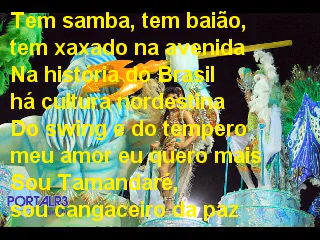 Tem samba, tem baião,
tem xaxado na avenida
Na história do Brasil
há cultura nordestina
Do swing e do tempero
meu amor eu quero mais
Sou Tamandaré,
PORTALR3
sou cangaceiro da paz